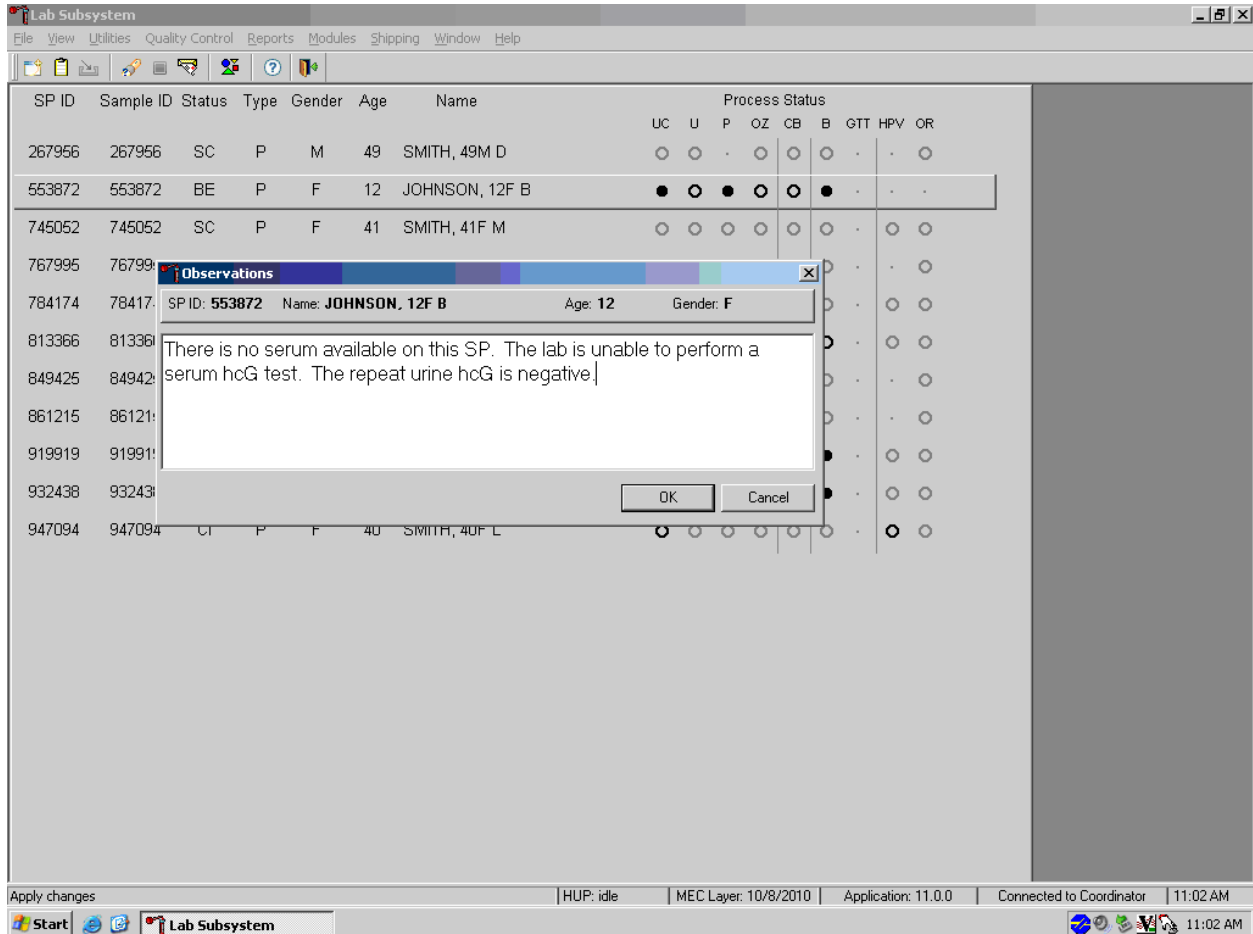 Lab Subsystem
File View Utilities Quality Control Reports Modules Shipping Window Help
SP ID Sample ID Status Type Gender Age Name Process Status
UC U P OZ CB B GTT HPV OR
267956 267956 SC P M 49 SMITH, 49M D
553872 553872 BE P F 12 JOHNSON, 12F B
745052 745052 SC P F 41 SMITH, 41F M
767995
Observations
784174
SP ID: 553872 Name: JOHNSON, 12F B Age: 12 Gender: F
813366
There is no serum available on this SP. The lab is unable to perform a
849425
serum hcG test. The repeat urine hcG is negative.
861215
919919
932438
OK Cancel
947094 947094 CI P F 40 SMITH, 40F L
Apply changes HUP: idle MEC Layer: 10/8/2010 Application: 11.0.0 Connected to Coordinator 11:02 AM
Start Lab Subsystem 11:02 AM